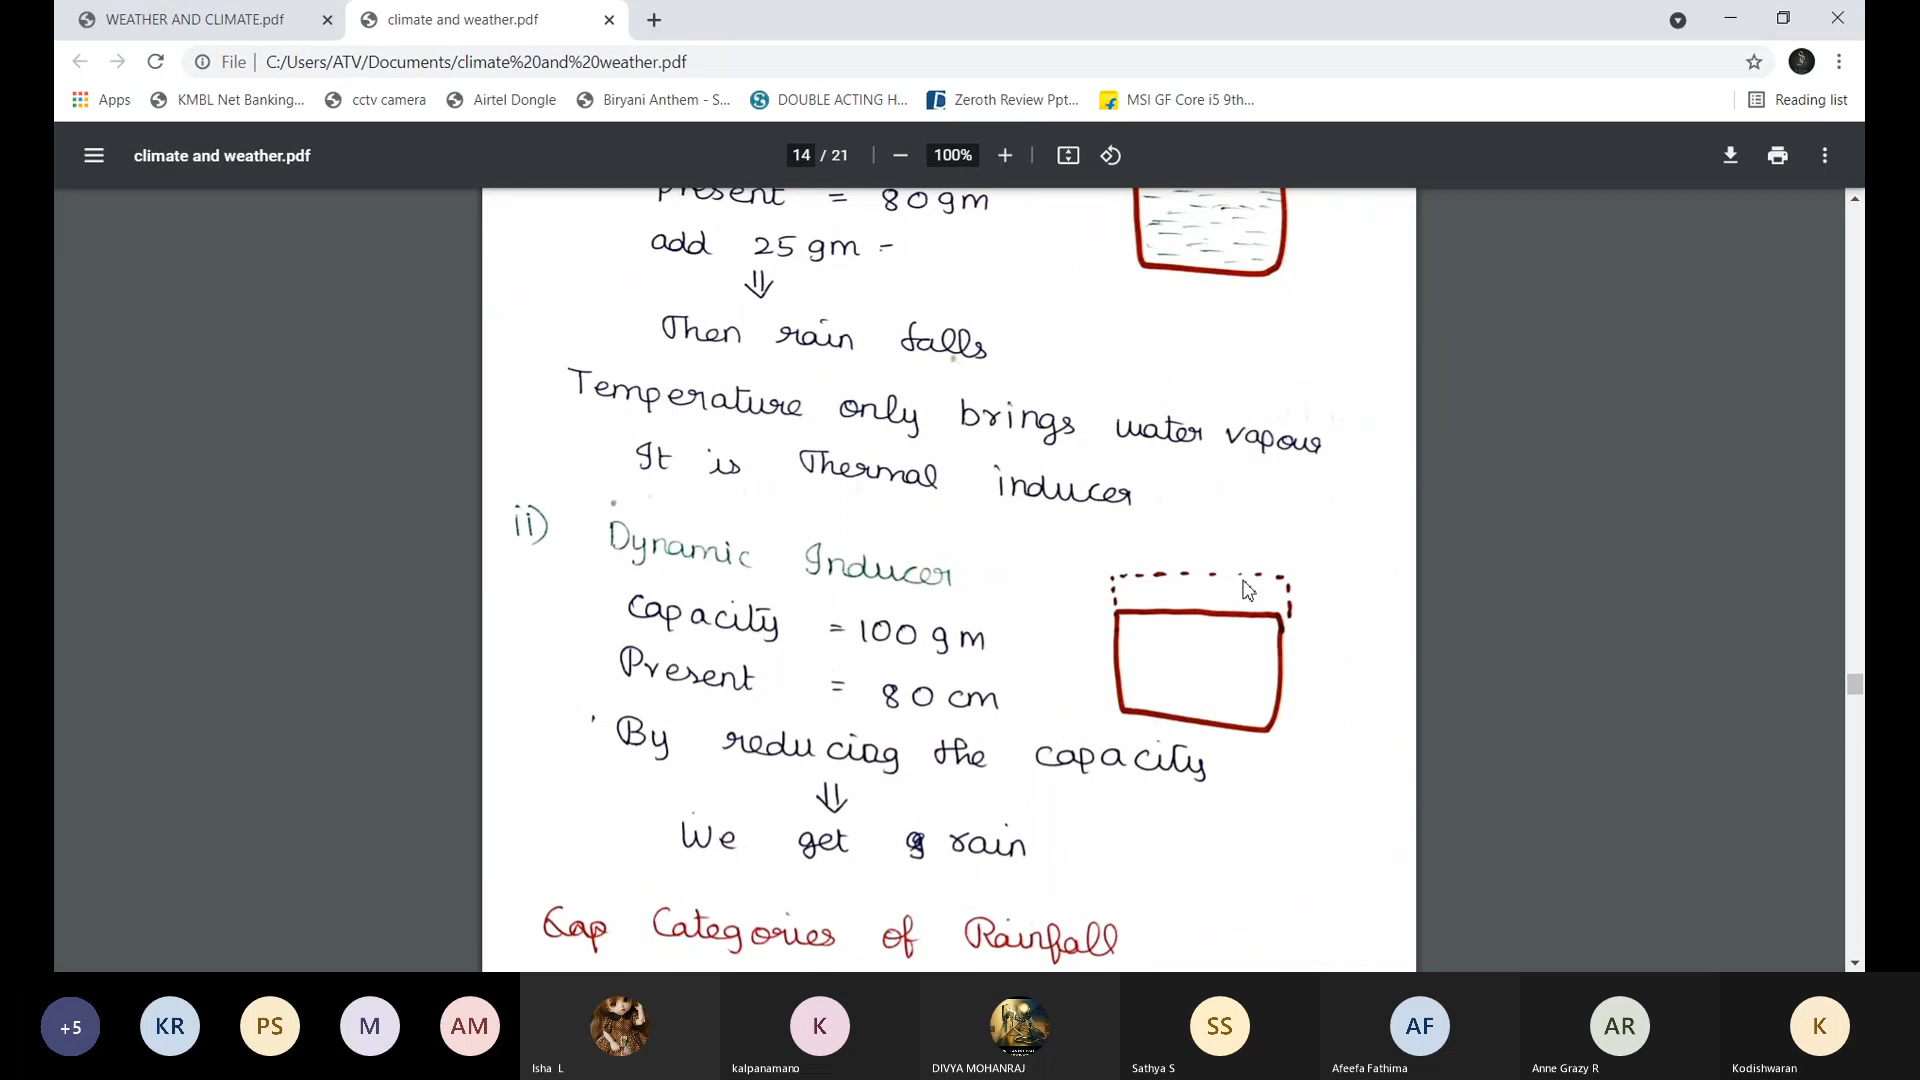 WEATHER AND CLIMATE.pdf
climate and weather.pdf
File | C:/Users/ATV/Documents/climate%20and%20weather.pdf
Apps KMBL Net Banking... cctv camera Airtel Dongle Biryani Anthem - S... DOUBLE ACTING H... Zeroth Review Ppt... MSI GF Core i5 9th... Reading list
climate and weather.pdf 14 / 21 100%
Present = 80 gm
add 25 gm -
⇓
Then rain falls
Temperature only brings water vapour
It is Thermal inducer
ii) Dynamic Inducer
Capacity = 100 gm
Present = 80 cm
By reducing the capacity
⇓
We get rain
Categories of Rainfall
+5 KR PS M AM K SS AF AR K
Isha L kalpanamano DIVYA MOHANRAJ Sathya S Afeefa Fathima Anne Grazy R Kodishwaran